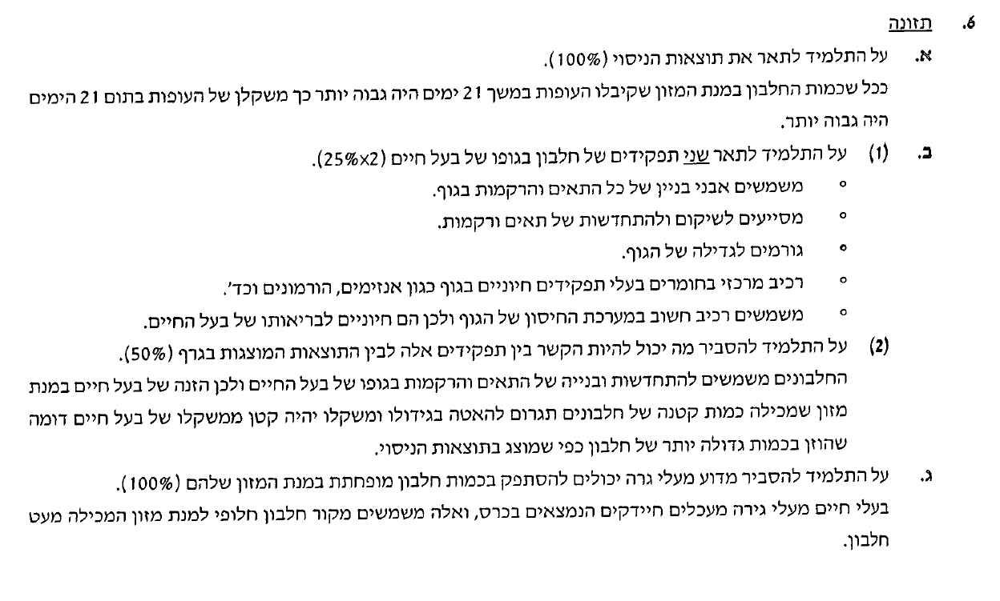 6. תזונה
א. על התלמיד לתאר את תוצאות הניסוי (100%).
ככל שכמות החלבון במנת המזון שקיבלו העופות במשך 21 ימים היה גבוה יותר כך משקלן של העופות בתום 21 הימים
היה גבוה יותר.
ב. (1) על התלמיד לתאר שני תפקידים של חלבון בגופו של בעל חיים (25%x2).
° משמשים אבני בניין של כל התאים והרקמות בגוף.
° מסייעים לשיקום ולהתחדשות של תאים ורקמות.
° גורמים לגדילה של הגוף.
° רכיב מרכזי בחומרים בעלי תפקידים חיוניים בגוף כגון אנזימים, הורמונים וכד'.
° משמשים רכיב חשוב במערכת החיסון של הגוף ולכן הם חיוניים לבריאותו של בעל החיים.
(2) על התלמיד להסביר מה יכול להיות הקשר בין תפקידים אלה לבין התוצאות המוצגות בגרף (50%).
החלבונים משמשים להתחדשות ובנייה של התאים והרקמות בגופו של בעל החיים ולכן הזנה של בעל חיים במנת
מזון שמכילה כמות קטנה של חלבונים תגרום להאטה בגידולו ומשקלו יהיה קטן ממשקלו של בעל חיים דומה
שהוזן בכמות גדולה יותר של חלבון כפי שמוצג בתוצאות הניסוי.
ג. על התלמיד להסביר מדוע מעלי גרה יכולים להסתפק בכמות חלבון מופחתת במנת המזון שלהם (100%).
בעלי חיים מעלי גירה מעכלים חיידקים הנמצאים בכרס, ואלה משמשים מקור חלבון חלופי למנת מזון המכילה מעט
חלבון.